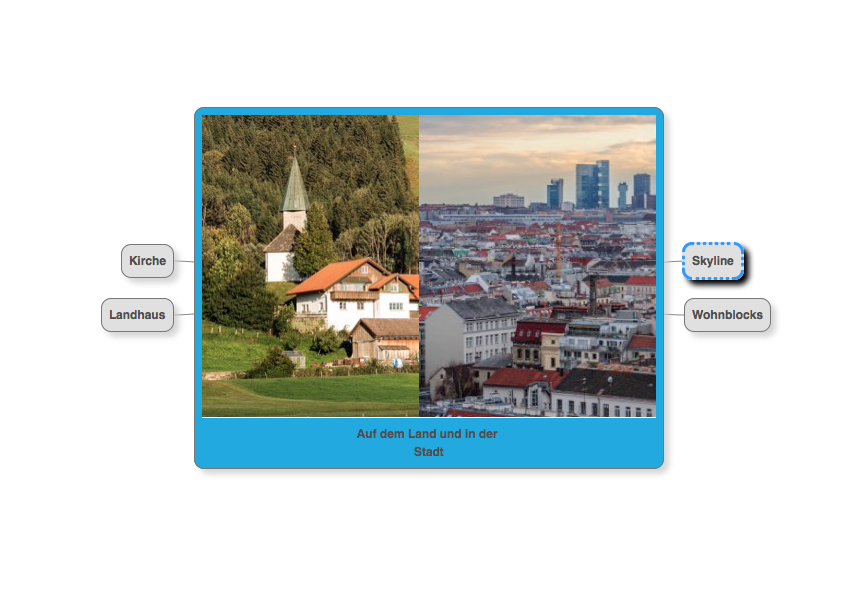 Kirche
Landhaus
Auf dem Land und in der
Stadt
Skyline
Wohnblocks